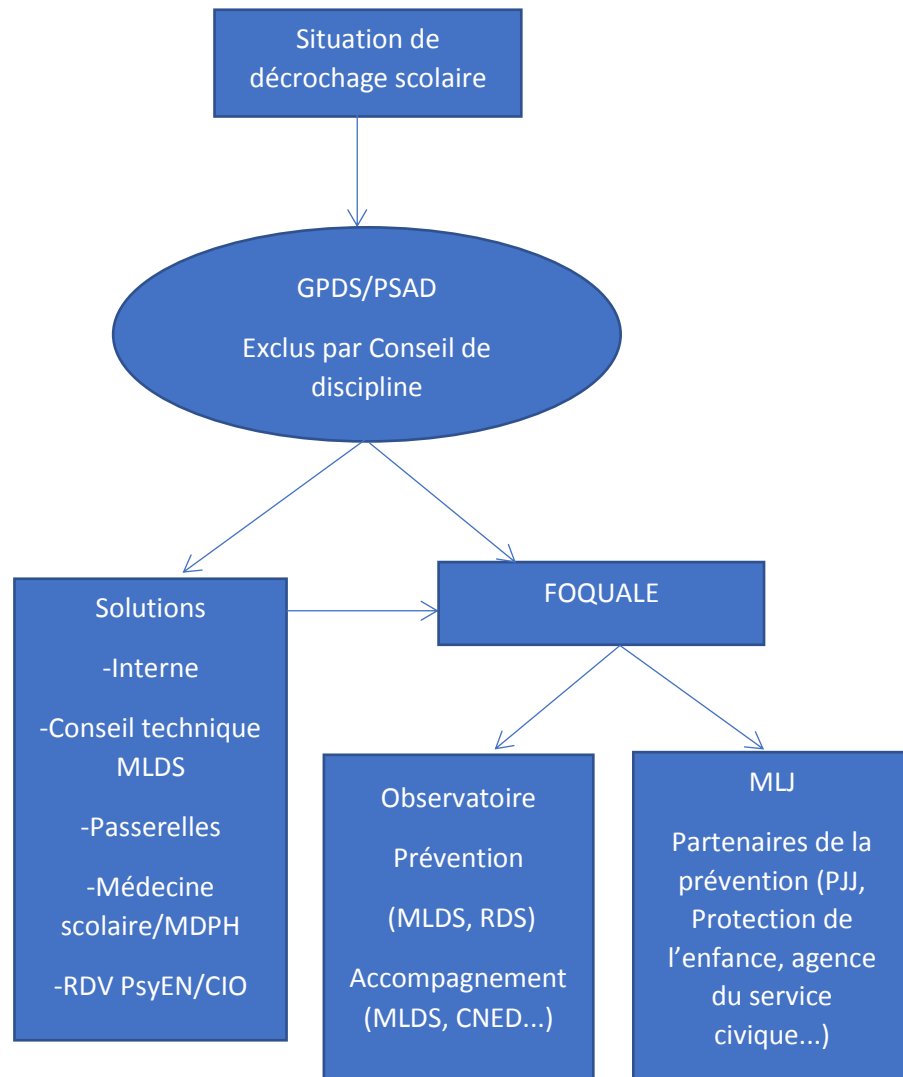 Situation de
décrochage scolaire
GPDS/PSAD
Exclus par Conseil de
discipline
Solutions
-Interne
-Conseil technique
MLDS
-Passerelles
-Médecine
scolaire/MDPH
-RDV PsyEN/CIO
FOQUALE
Observatoire
Prévention
(MLDS, RDS)
Accompagnement
(MLDS, CNED...)
MLJ
Partenaires de la
prévention (PJJ,
Protection de
l’enfance, agence
du service
civique...)